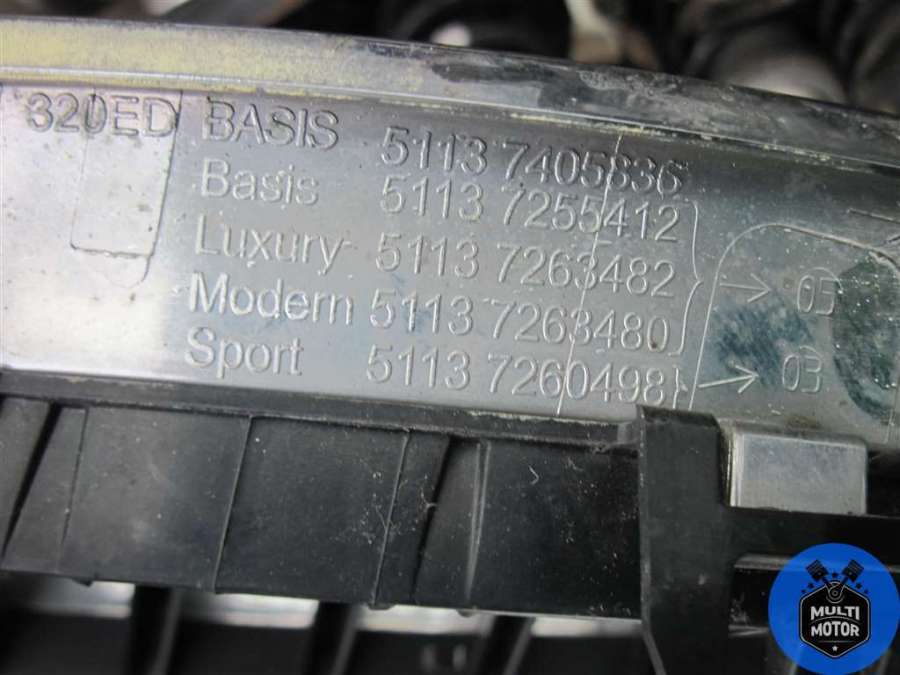 320ED BASIS 5113 7405836
Basis 5113 7255412
Luxury 5113 7263482
Modern 5113 7263480
Sport 5113 7260498
05
03
MULTI
MOTOR